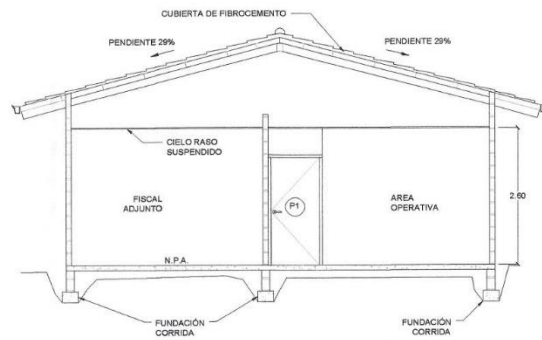 CUBIERTA DE FIBROCEMENTO
PENDIENTE 29%
PENDIENTE 29%
CIELO RASO
SUSPENDIDO
FISCAL
ADJUNTO
P1
AREA
OPERATIVA
2.60
N.P.A.
FUNDACIÓN
CORRIDA
FUNDACIÓN
CORRIDA